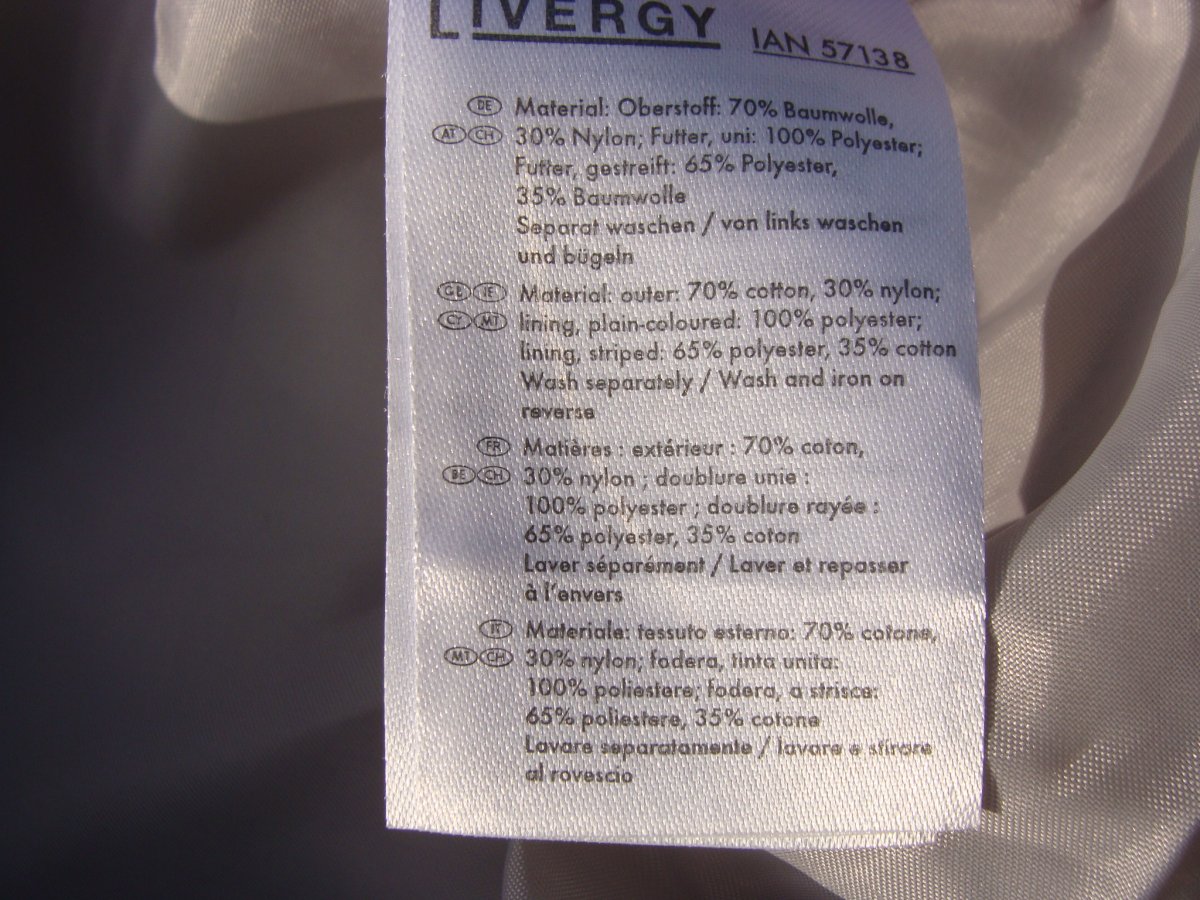 LIVERGY IAN 57138
DE Material: Oberstoff: 70% Baumwolle,
AT CH 30% Nylon; Futter, uni: 100% Polyester;
Futter, gestreift: 65% Polyester,
35% Baumwolle
Separat waschen / von links waschen
und bügeln
GB IE Material: outer: 70% cotton, 30% nylon;
CY MT lining, plain-coloured: 100% polyester;
lining, striped: 65% polyester, 35% cotton
Wash separately / Wash and iron on
reverse
FR Matières : extérieur : 70% coton,
BE CH 30% nylon ; doublure unie :
100% polyester ; doublure rayée :
65% polyester, 35% coton
Laver séparément / Laver et repasser
à l'envers
IT Materiale: tessuto esterno: 70% cotone,
MT CH 30% nylon; fodera, tinta unita:
100% poliestere; fodera, a strisce:
65% poliestere, 35% cotone
Lavare separatamente / lavare e stirare
al rovescio